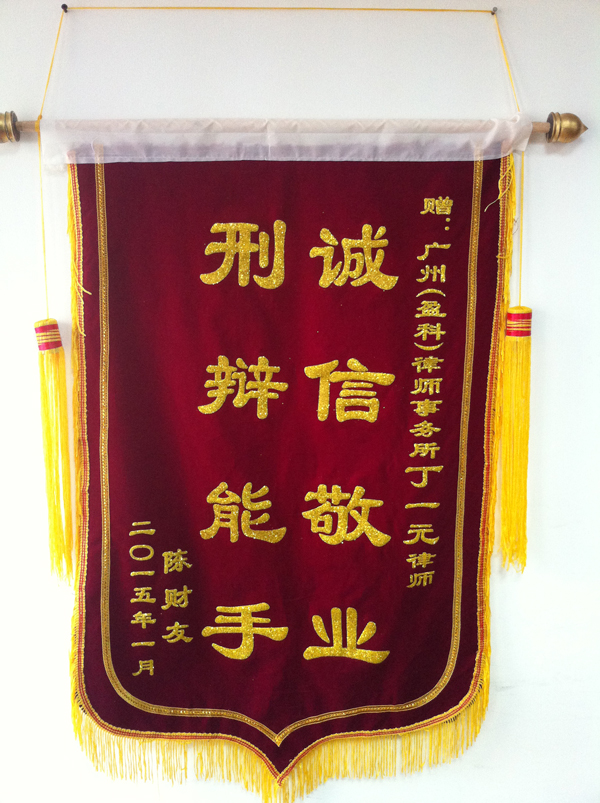 赠：广州(盈科)律师事务所丁一元律师
诚信敬业
刑辩能手
陈财友
二〇一五年一月